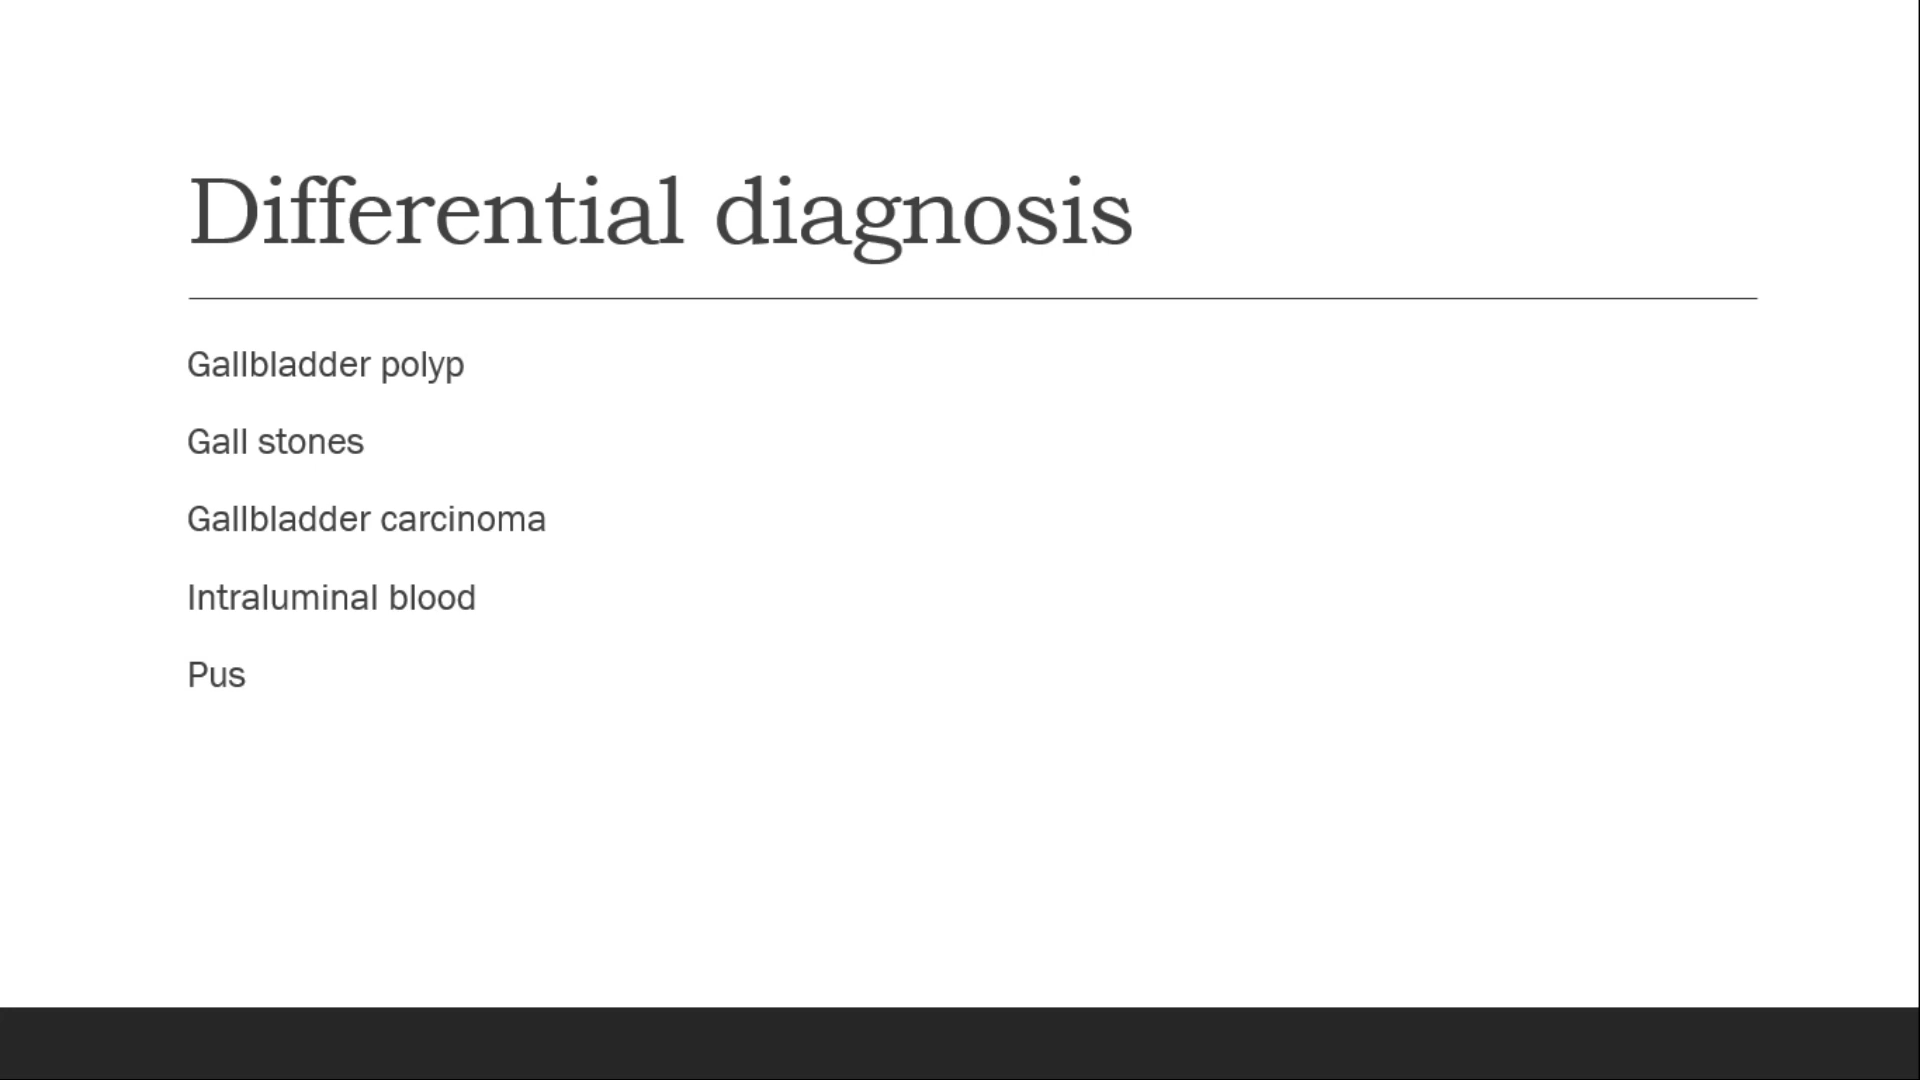 Differential diagnosis
Gallbladder polyp
Gall stones
Gallbladder carcinoma
Intraluminal blood
Pus